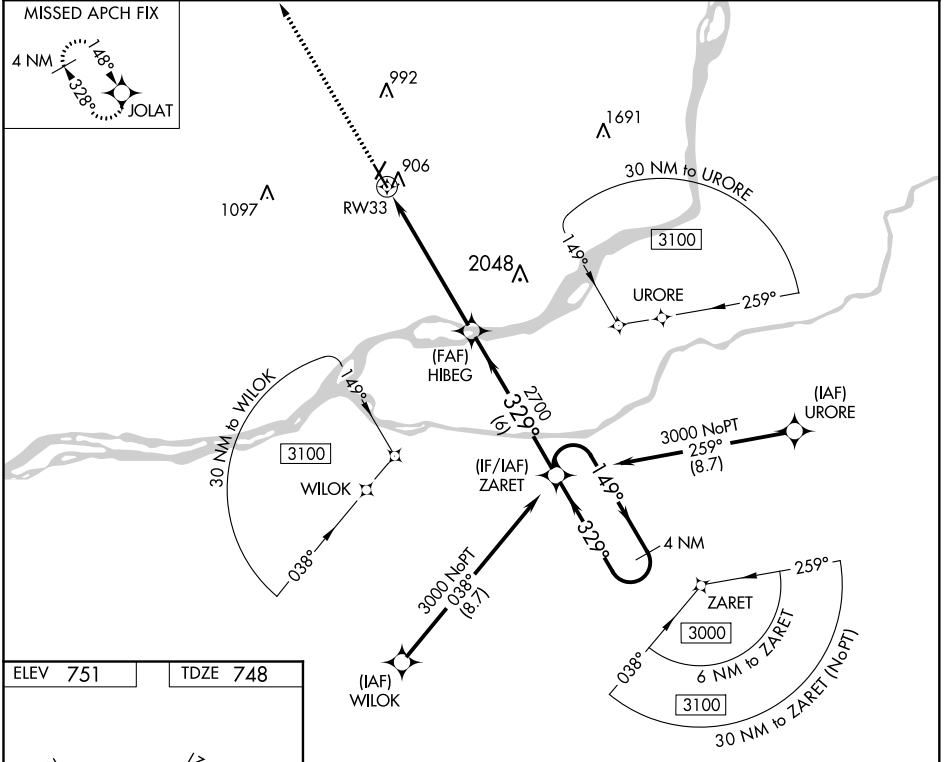 MISSED APCH FIX
4 NM
148°
328°
JOLAT
992
1691
906
RW33
1097
30 NM to URORE
3100
149°
2048
URORE
259°
(FAF)
HIBEG
30 NM to WILOK
149°
3100
WILOK
038°
2700
329°
(6)
(IAF)
URORE
3000 NoPT
259°
(8.7)
(IF/IAF)
ZARET
149°
329°
4 NM
3000 NoPT
038°
(8.7)
(IAF)
WILOK
259°
ZARET
3000
038°
6 NM to ZARET
3100
30 NM to ZARET (NoPT)
ELEV 751
TDZE 748